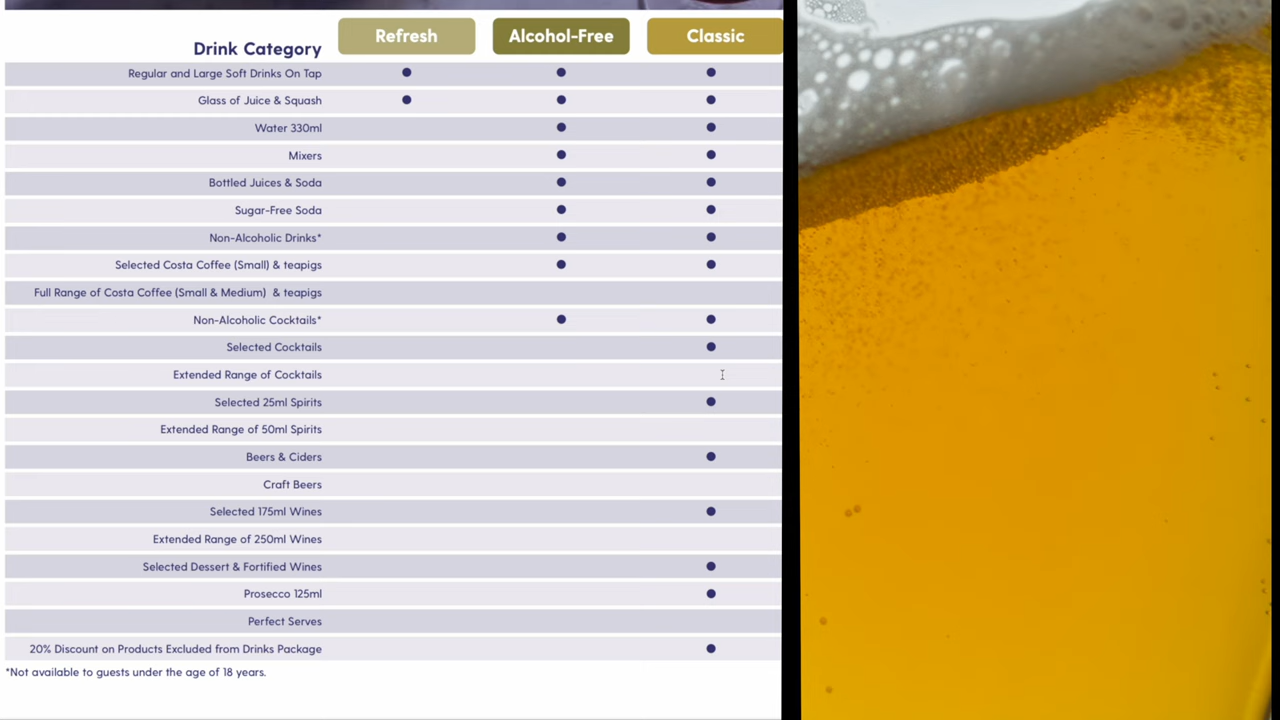 Refresh Alcohol-Free Classic
Drink Category
Regular and Large Soft Drinks On Tap
Glass of Juice & Squash
Water 330ml
Mixers
Bottled Juices & Soda
Sugar-Free Soda
Non-Alcoholic Drinks*
Selected Costa Coffee (Small) & teapigs
Full Range of Costa Coffee (Small & Medium) & teapigs
Non-Alcoholic Cocktails*
Selected Cocktails
Extended Range of Cocktails
Selected 25ml Spirits
Extended Range of 50ml Spirits
Beers & Ciders
Craft Beers
Selected 175ml Wines
Extended Range of 250ml Wines
Selected Dessert & Fortified Wines
Prosecco 125ml
Perfect Serves
20% Discount on Products Excluded from Drinks Package
*Not available to guests under the age of 18 years.